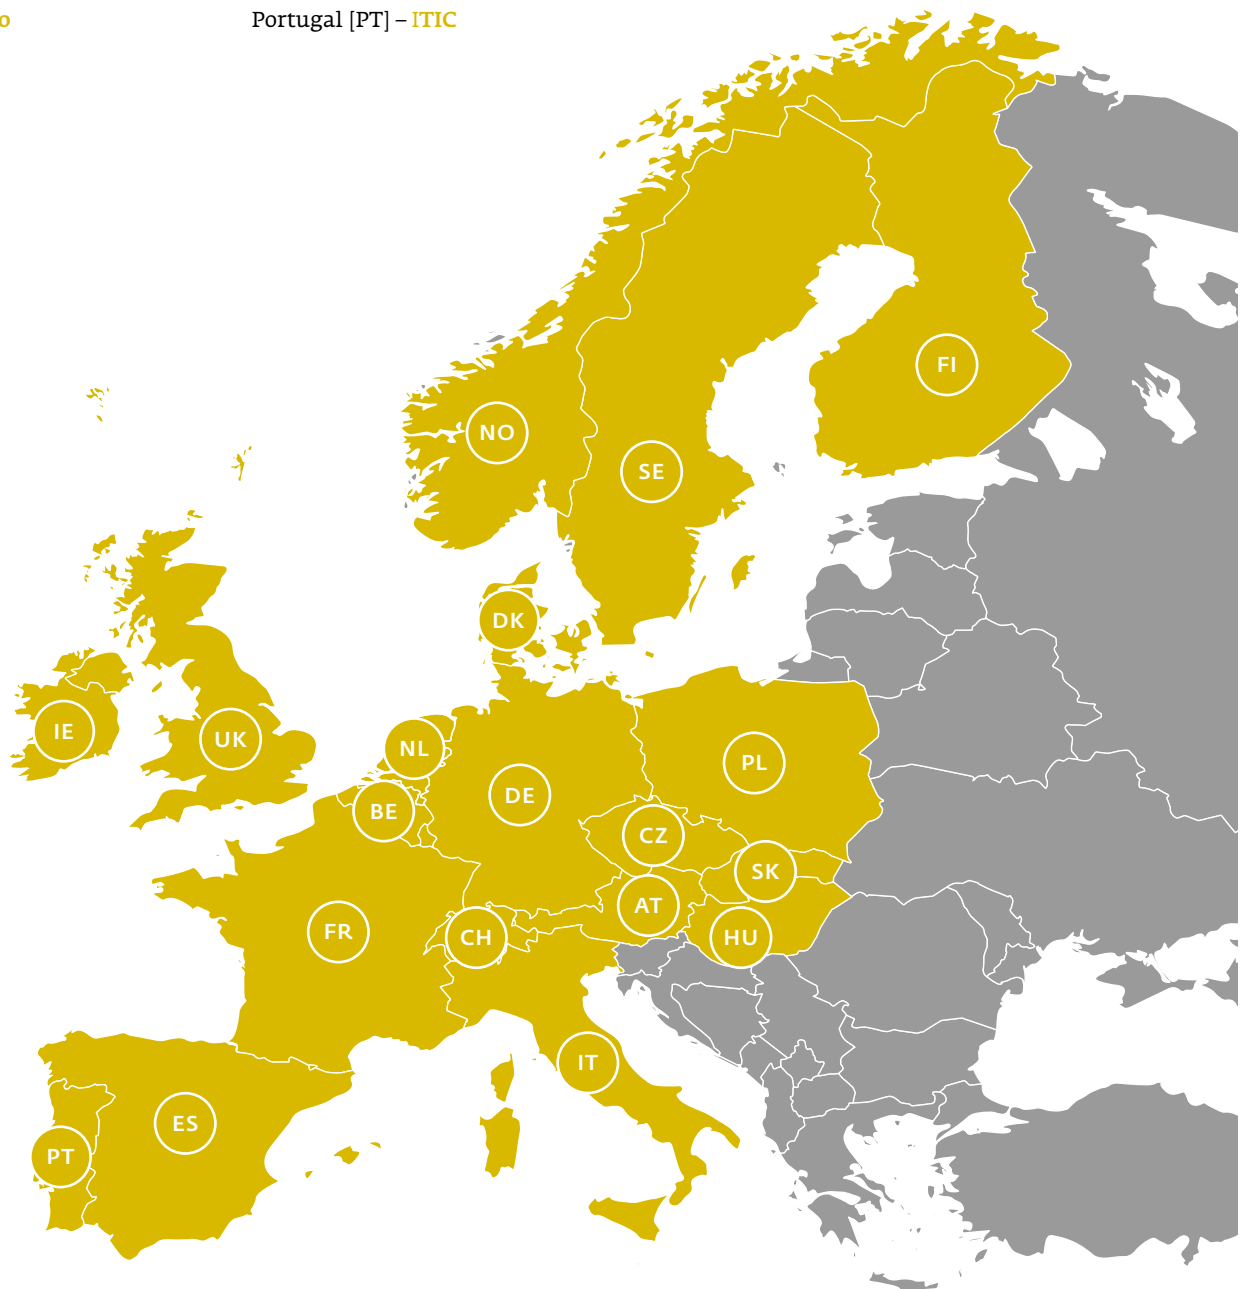 o
Portugal [PT] – ITIC
FI
NO
SE
DK
IE
UK
NL
PL
DE
BE
CZ
SK
AT
FR
CH
HU
IT
ES
PT